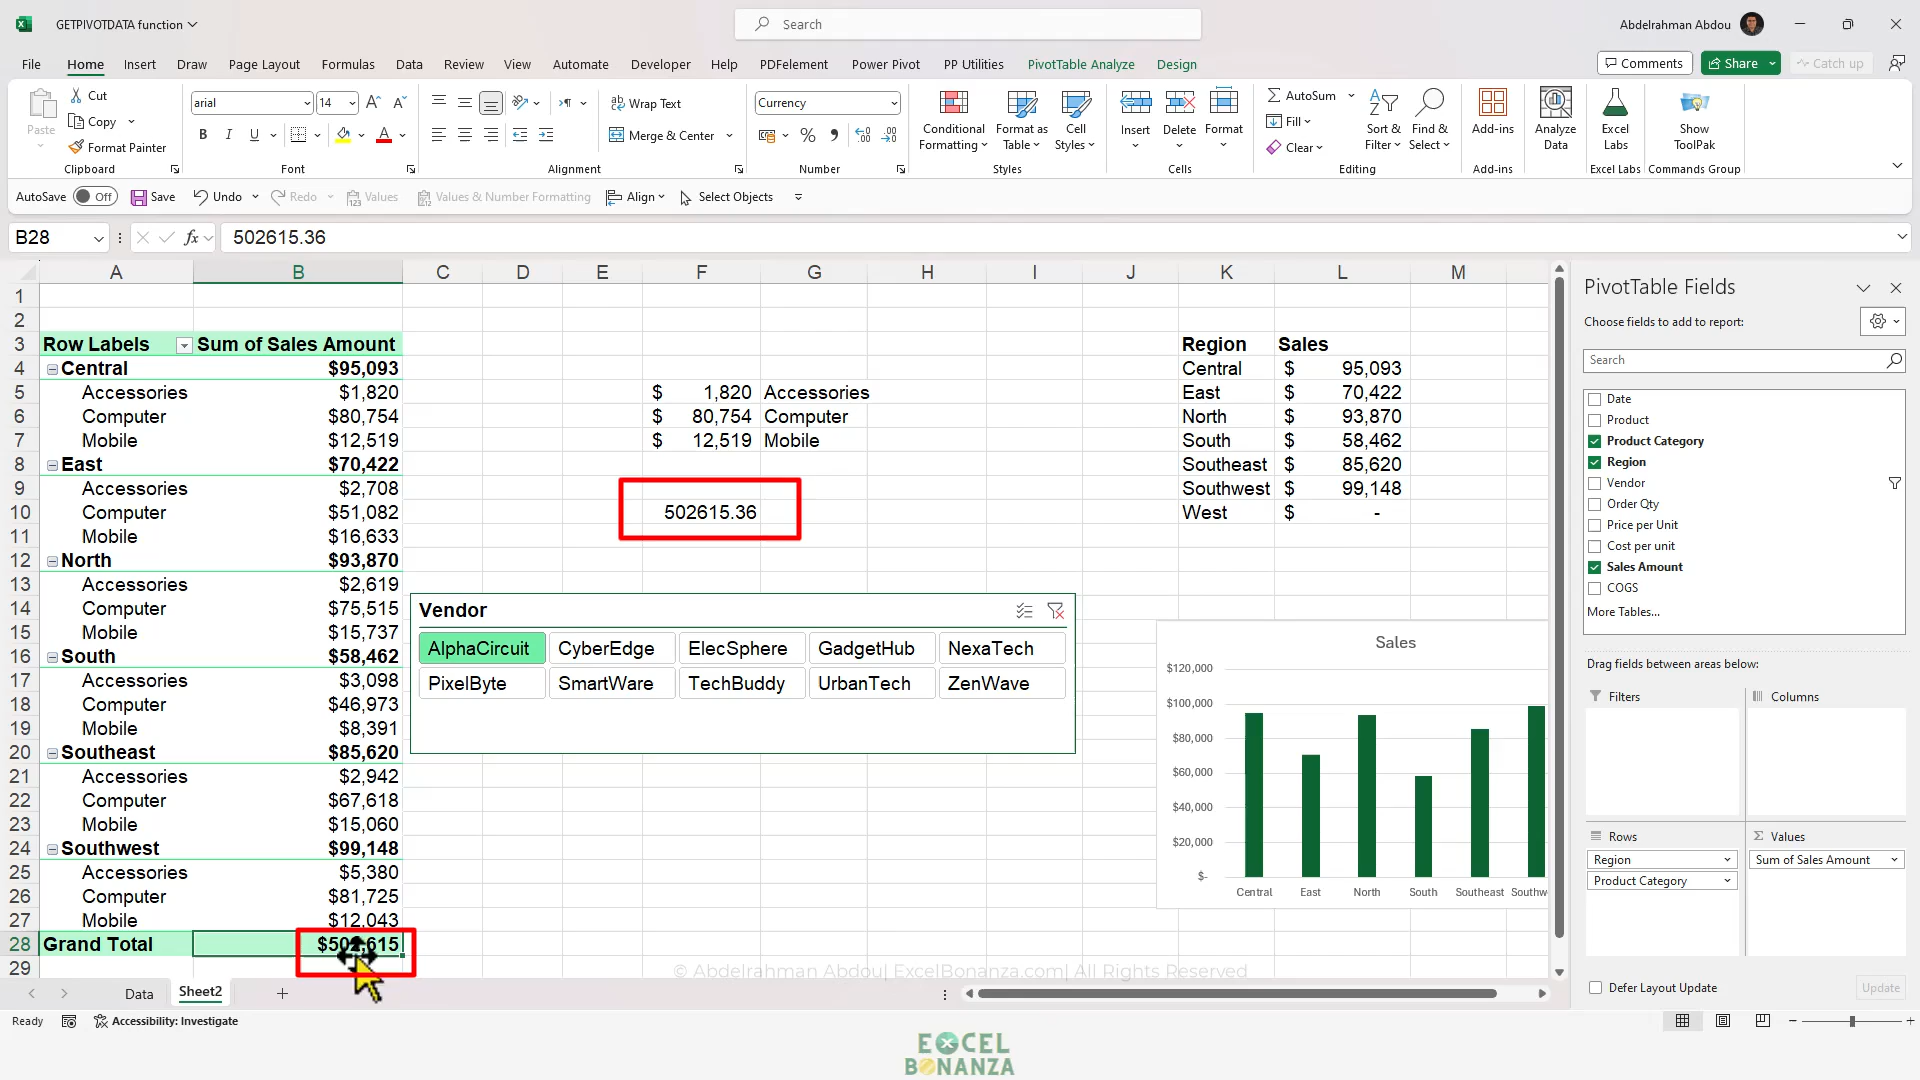 GETPIVOTDATA function
Search
Abdelrahman Abdou
File Home Insert Draw Page Layout Formulas Data Review View Automate Developer Help PDFelement Power Pivot PP Utilities PivotTable Analyze Design
Comments Share Catch up
Paste Cut Copy Format Painter
Clipboard
arial 14
B I U A
Font
Wrap Text
Merge & Center
Alignment
Currency
Number
Conditional Formatting Format as Table Cell Styles
Styles
Insert Delete Format
Cells
AutoSum Fill Clear
Sort & Filter Find & Select
Editing
Add-ins
Add-ins
Analyze Data
Excel Labs
Excel Labs
Show ToolPak
Commands Group
AutoSave Off Save Undo Redo Values Values & Number Formatting Align Select Objects
B28 fx 502615.36
A B C D E F G H I J K L M
1
2
3 Row Labels Sum of Sales Amount Region Sales
4 Central $95,093 Central $ 95,093
5 Accessories $1,820 $ 1,820 Accessories East $ 70,422
6 Computer $80,754 $ 80,754 Computer North $ 93,870
7 Mobile $12,519 $ 12,519 Mobile South $ 58,462
8 East $70,422 Southeast $ 85,620
9 Accessories $2,708 Southwest $ 99,148
10 Computer $51,082 502615.36 West $ -
11 Mobile $16,633
12 North $93,870
13 Accessories $2,619
14 Computer $75,515
15 Mobile $15,737
16 South $58,462
17 Accessories $3,098
18 Computer $46,973
19 Mobile $8,391
20 Southeast $85,620
21 Accessories $2,942
22 Computer $67,618
23 Mobile $15,060
24 Southwest $99,148
25 Accessories $5,380
26 Computer $81,725
27 Mobile $12,043
28 Grand Total $502,615
29
Vendor
AlphaCircuit CyberEdge ElecSphere GadgetHub NexaTech
PixelByte SmartWare TechBuddy UrbanTech ZenWave
Sales
$120,000
$100,000
$80,000
$60,000
$40,000
$20,000
$-
Central East North South Southeast Southw
© Abdelrahman Abdou| ExcelBonanza.com| All Rights Reserved
PivotTable Fields
Choose fields to add to report:
Search
Date
Product
Product Category
Region
Vendor
Order Qty
Price per Unit
Cost per unit
Sales Amount
COGS
More Tables...
Drag fields between areas below:
Filters Columns
Rows Values
Region Sum of Sales Amount
Product Category
Defer Layout Update Update
Data Sheet2
Ready Accessibility: Investigate
EXCEL
BONANZA